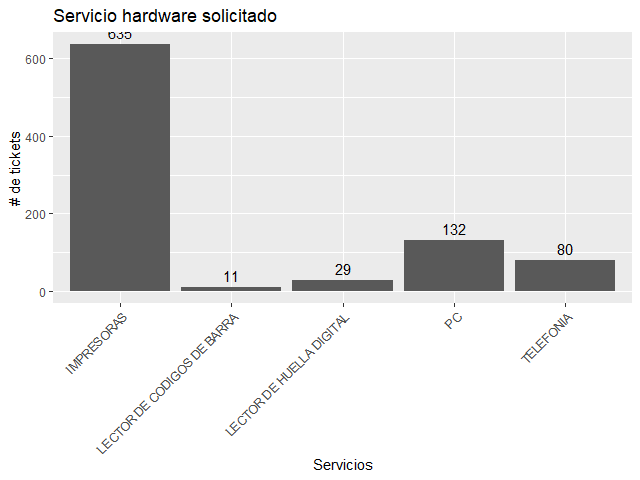 Servicio hardware solicitado
635
600
400
200
0
# de tickets
11
29
132
80
IMPRESORAS
LECTOR DE CODIGOS DE BARRA
LECTOR DE HUELLA DIGITAL
PC
TELEFONIA
Servicios